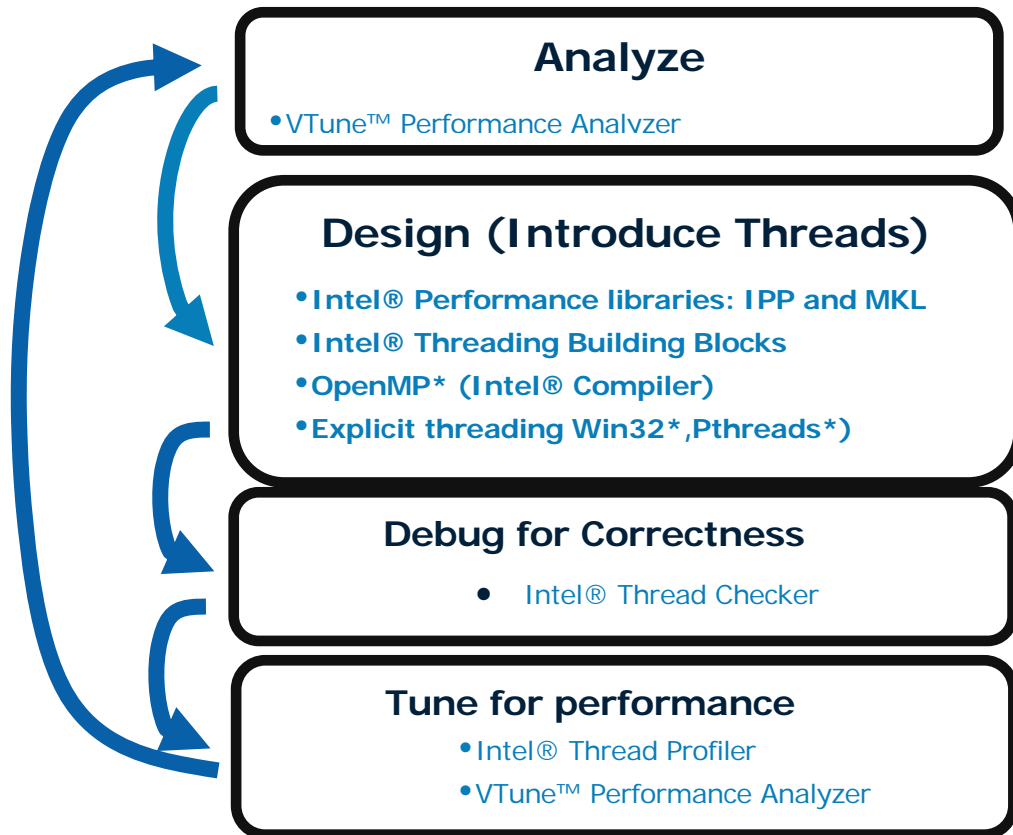 Analyze
•VTune™ Performance Analyzer
Design (Introduce Threads)
•Intel® Performance libraries: IPP and MKL
•Intel® Threading Building Blocks
•OpenMP* (Intel® Compiler)
•Explicit threading Win32*,Pthreads*)
Debug for Correctness
• Intel® Thread Checker
Tune for performance
•Intel® Thread Profiler
•VTune™ Performance Analyzer